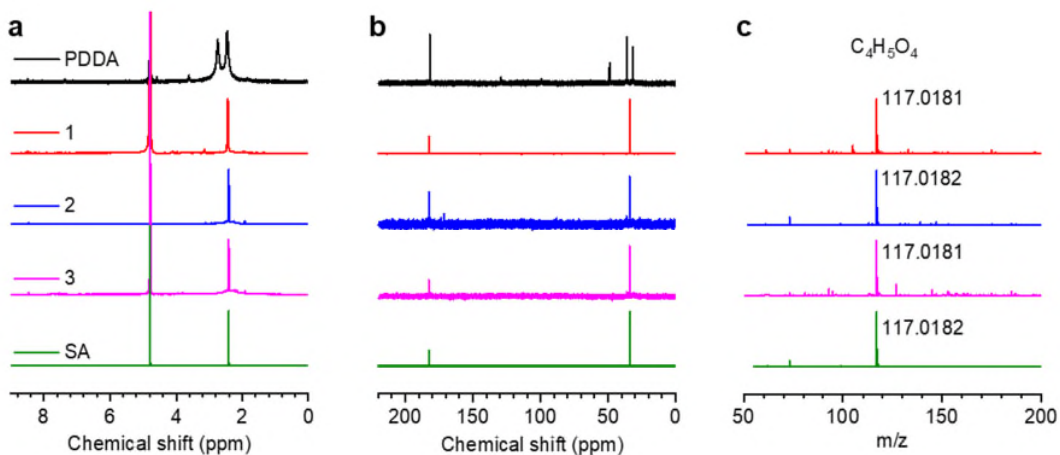 a
PDDA
1
2
3
SA
8 6 4 2 0
Chemical shift (ppm)
b
200 150 100 50 0
Chemical shift (ppm)
c
C₄H₅O₄
117.0181
117.0182
117.0181
117.0182
50 100 150 200
m/z